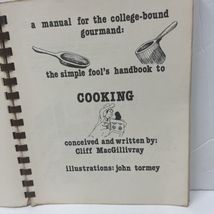 a manual for the college-bound
gourmand:
the simple fool's handbook to
COOKING
conceived and written by:
Cliff MacGillivray
illustrations: john tormey